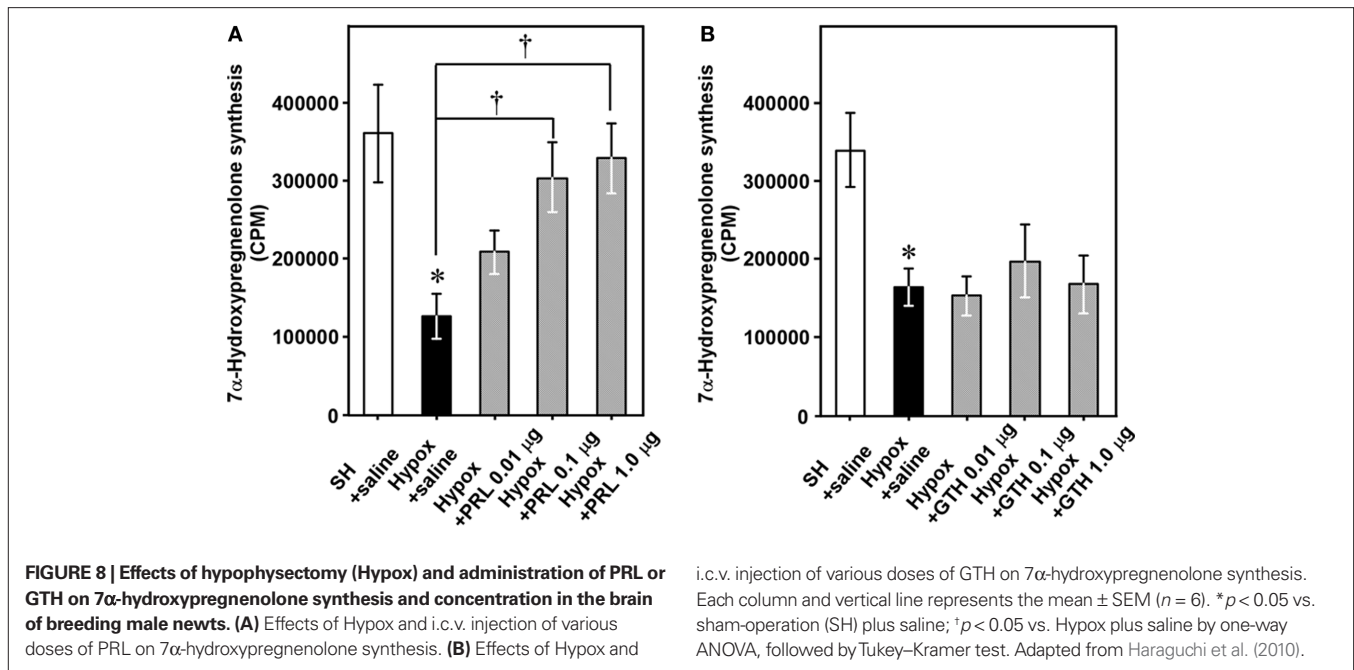 A
7α-Hydroxypregnenolone synthesis
(CPM)
400000
300000
200000
100000
0
†
†
*
SH
+saline
Hypox
+saline
Hypox
+PRL 0.01 µg
Hypox
+PRL 0.1 µg
Hypox
+PRL 1.0 µg
B
7α-Hydroxypregnenolone synthesis
(CPM)
400000
300000
200000
100000
0
*
SH
+saline
Hypox
+saline
Hypox
+GTH 0.01 µg
Hypox
+GTH 0.1 µg
Hypox
+GTH 1.0 µg
FIGURE 8 | Effects of hypophysectomy (Hypox) and administration of PRL or
GTH on 7α-hydroxypregnenolone synthesis and concentration in the brain
of breeding male newts. (A) Effects of Hypox and i.c.v. injection of various
doses of PRL on 7α-hydroxypregnenolone synthesis. (B) Effects of Hypox and
i.c.v. injection of various doses of GTH on 7α-hydroxypregnenolone synthesis.
Each column and vertical line represents the mean ± SEM (n = 6). *p < 0.05 vs.
sham-operation (SH) plus saline; †p < 0.05 vs. Hypox plus saline by one-way
ANOVA, followed by Tukey–Kramer test. Adapted from Haraguchi et al. (2010).